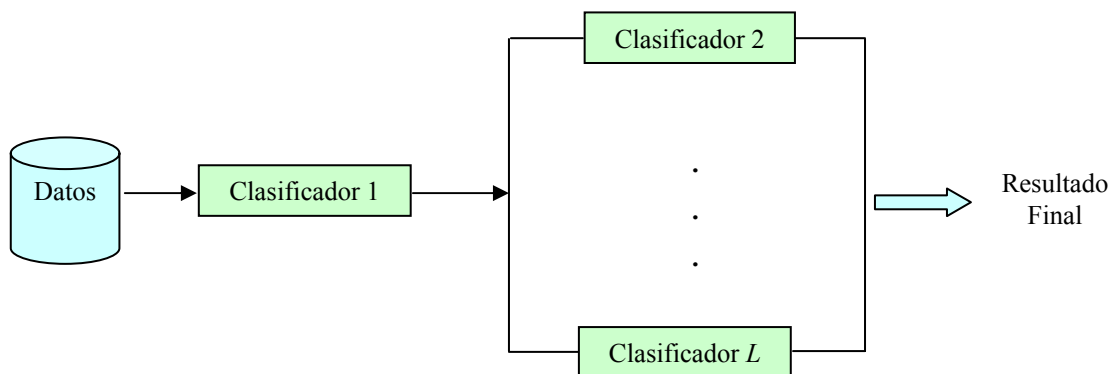 Clasificador 2
Datos
Clasificador 1
.
.
.
Resultado
Final
Clasificador L